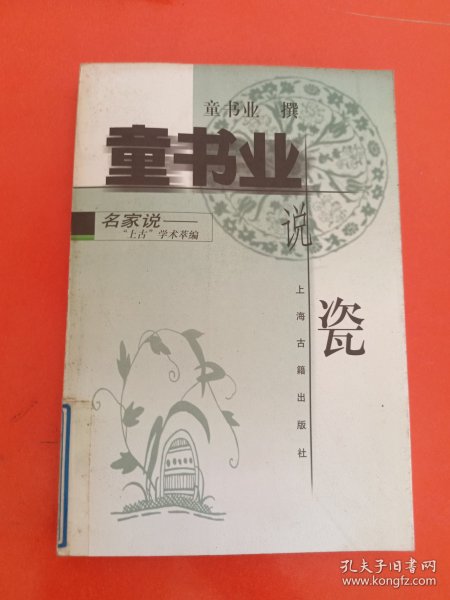 童书业 撰
童书业
说
瓷
名家说——
“上古”学术萃编
上海古籍出版社
孔夫子旧书网
www.kongfz.com